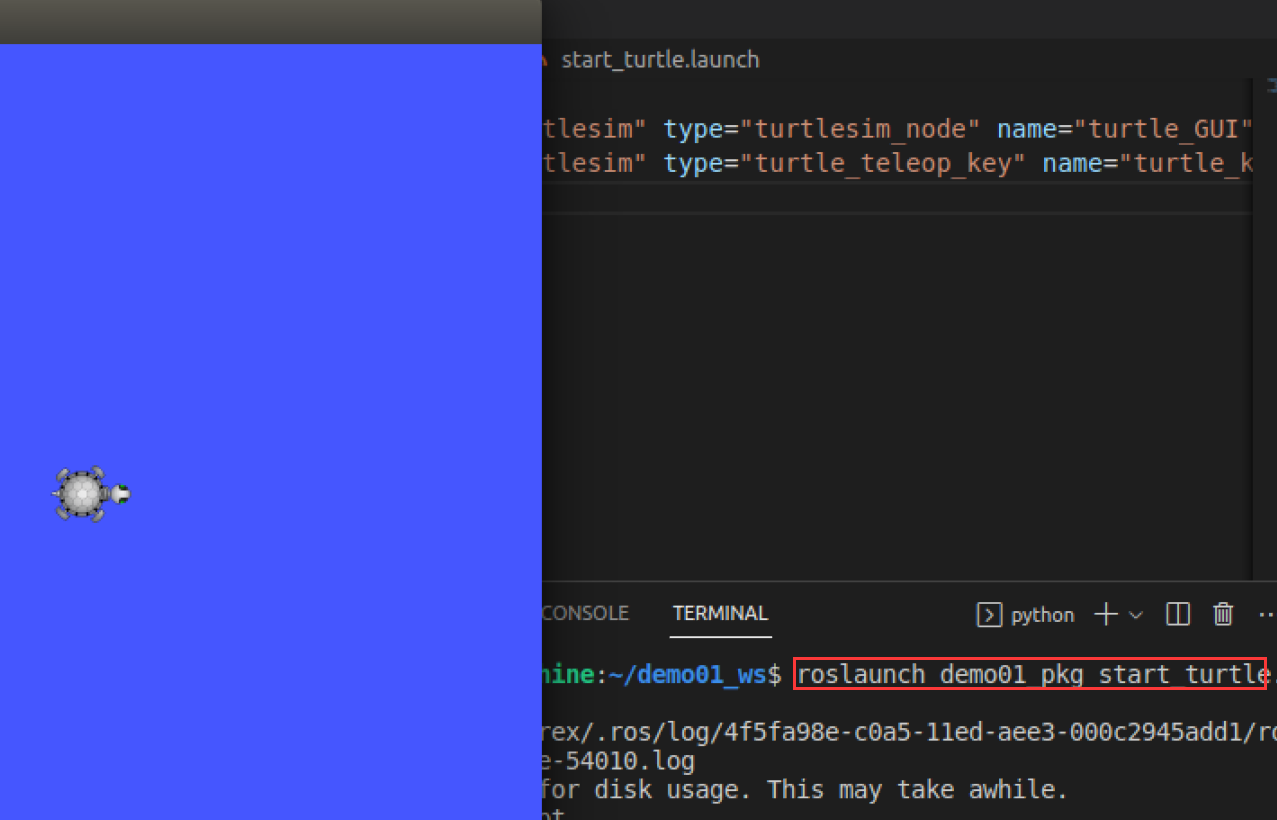 start_turtle.launch
tlesim" type="turtlesim_node" name="turtle_GUI"
tlesim" type="turtle_teleop_key" name="turtle_k
CONSOLE
TERMINAL
python
hine:~/demo01_ws$ roslaunch demo01_pkg start_turtle.
rex/.ros/log/4f5fa98e-c0a5-11ed-aee3-000c2945add1/ro
e-54010.log
for disk usage. This may take awhile.